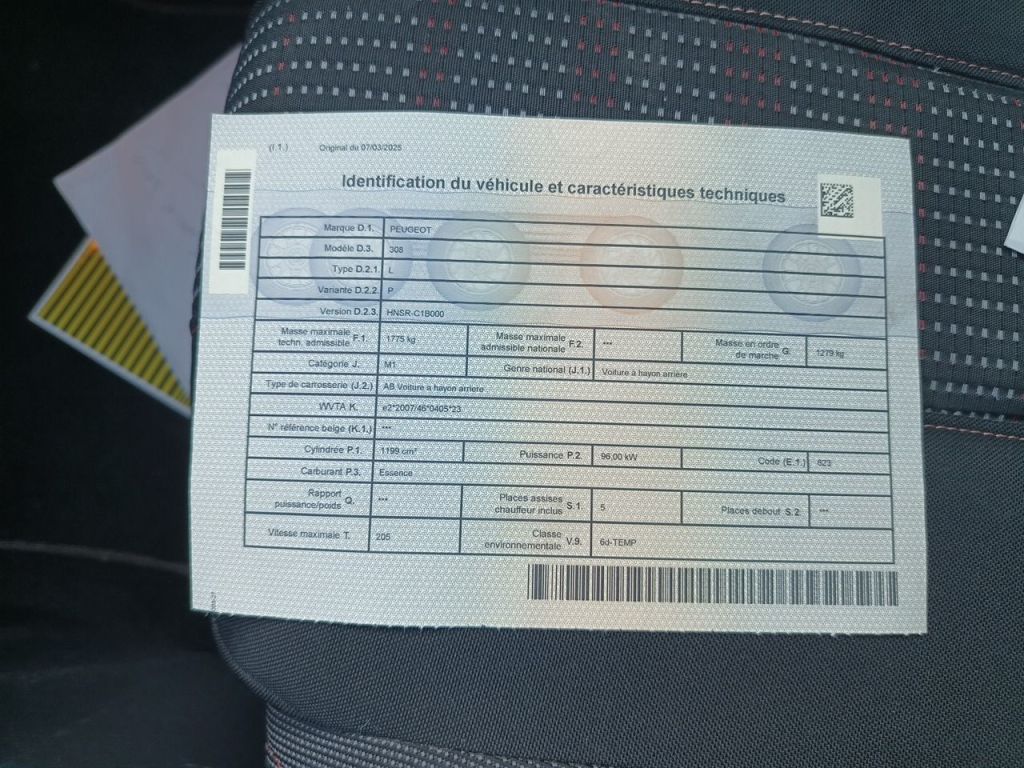 (I.1.) Original du 07/03/2025
Identification du véhicule et caractéristiques techniques
Marque D.1. PEUGEOT
Modèle D.3. 308
Type D.2.1. L
Variante D.2.2. P
Version D.2.3. HNSR-C1B000
Masse maximale techn. admissible F.1. 1775 kg Masse maximale admissible nationale F.2. *** Masse en ordre de marche G. 1279 kg
Catégorie J. M1 Genre national (J.1.) Voiture à hayon arrière
Type de carrosserie (J.2.) AB Voiture à hayon arrière
WVTA K. e2*2007/46*0405*23
N° référence belge (K.1.) ***
Cylindrée P.1. 1199 cm³ Puissance P.2. 96,00 kW Code (E.1.) 623
Carburant P.3. Essence
Rapport puissance/poids Q. *** Places assises chauffeur inclus S.1. 5 Places debout S.2. ***
Vitesse maximale T. 205 Classe environnementale V.9. 6d-TEMP